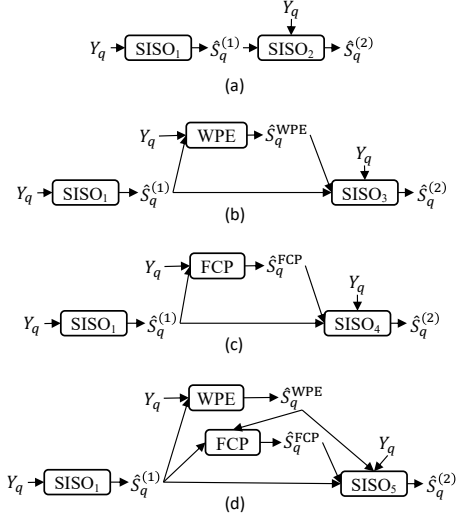 Y_q
Y_q SISO_1 Ŝ_q^(1) SISO_2 Ŝ_q^(2)
(a)
Y_q WPE Ŝ_q^WPE
Y_q
Y_q SISO_1 Ŝ_q^(1) SISO_3 Ŝ_q^(2)
(b)
Y_q FCP Ŝ_q^FCP
Y_q
Y_q SISO_1 Ŝ_q^(1) SISO_4 Ŝ_q^(2)
(c)
Y_q WPE Ŝ_q^WPE
FCP Ŝ_q^FCP Y_q
Y_q SISO_1 Ŝ_q^(1) SISO_5 Ŝ_q^(2)
(d)